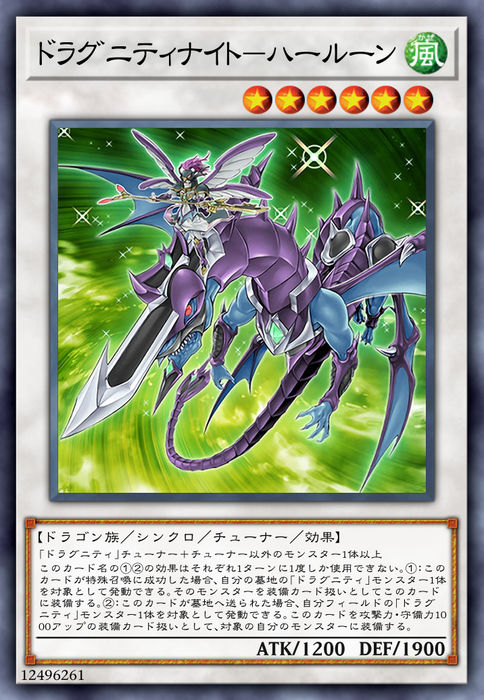 ドラグニティナイト－ハールーン
かぜ
風
【ドラゴン族／シンクロ／チューナー／効果】
「ドラグニティ」チューナー＋チューナー以外のモンスター1体以上
このカード名の①②の効果はそれぞれ1ターンに1度しか使用できない。①：こ
のカードが特殊召喚に成功した場合、自分の墓地の「ドラグニティ」モンスター1体
を対象として発動できる。そのモンスターを装備カード扱いとしてこのカード
に装備する。②：このカードが墓地へ送られた場合、自分フィールドの「ドラグ
ニティ」モンスター1体を対象として発動できる。このカードを攻撃力・守備力10
00アップの装備カード扱いとして、対象の自分のモンスターに装備する。
ATK/1200 DEF/1900
12496261